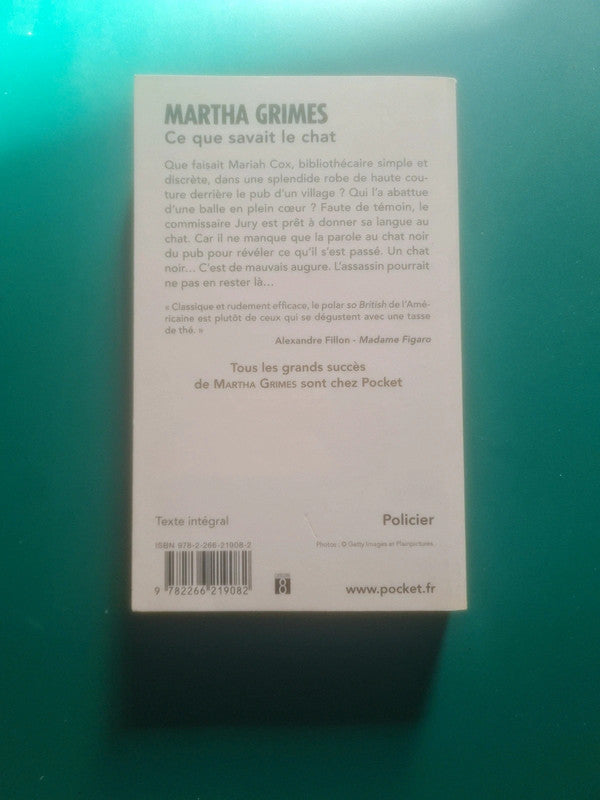 MARTHA GRIMES
Ce que savait le chat
Que faisait Mariah Cox, bibliothécaire simple et
discrète, dans une splendide robe de haute cou-
ture derrière le pub d'un village ? Qui l'a abattue
d'une balle en plein cœur ? Faute de témoin, le
commissaire Jury est prêt à donner sa langue au
chat. Car il ne manque que la parole au chat noir
du pub pour révéler ce qu'il s'est passé. Un chat
noir... C'est de mauvais augure. L'assassin pourrait
ne pas en rester là...
« Classique et rudement efficace, le polar so British de l'Amé-
ricaine est plutôt de ceux qui se dégustent avec une tasse
de thé. »
Alexandre Fillon - Madame Figaro
Tous les grands succès
de MARTHA GRIMES sont chez Pocket
Texte intégral
Policier
ISBN 978-2-266-21908-2
Photos : © Getty Images et Plainpictures
9 782266 219082
8
www.pocket.fr